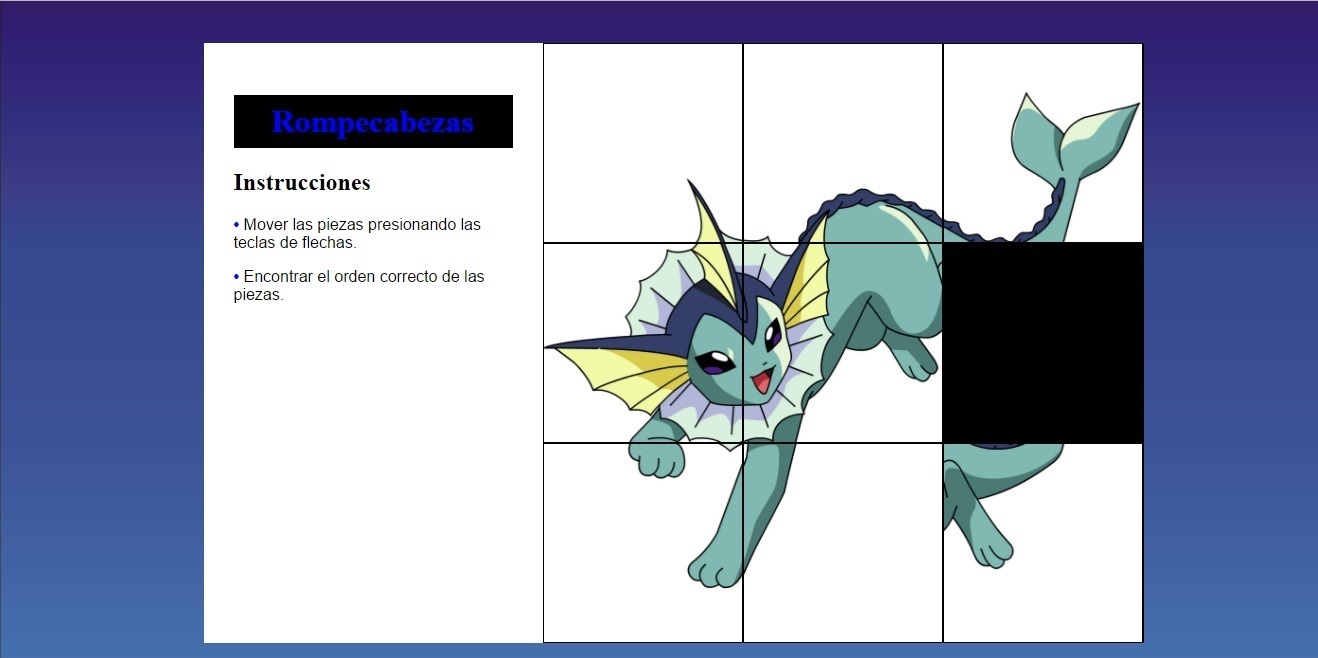 Rompecabezas
Instrucciones
• Mover las piezas presionando las
teclas de flechas.
• Encontrar el orden correcto de las
piezas.